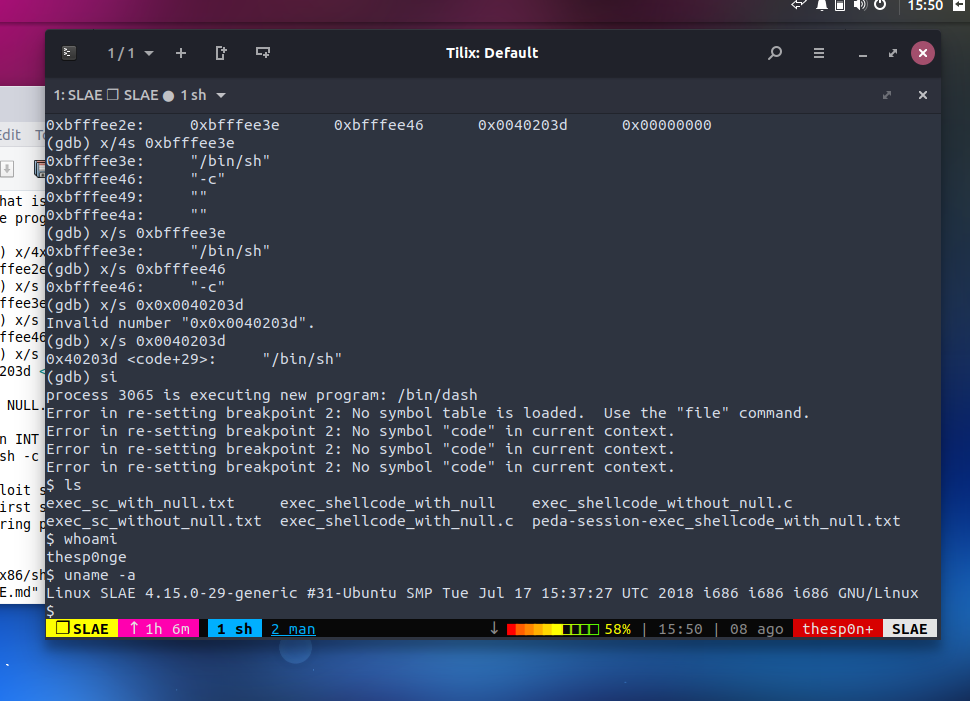 15:50
Tilix: Default
1 / 1
1: SLAE ❐ SLAE ● 1 sh
Edit
0xbfffee2e: 0xbfffee3e 0xbfffee46 0x0040203d 0x00000000
(gdb) x/4s 0xbfffee3e
0xbfffee3e: "/bin/sh"
0xbfffee46: "-c"
0xbfffee49: ""
0xbfffee4a: ""
(gdb) x/s 0xbfffee3e
0xbfffee3e: "/bin/sh"
(gdb) x/s 0xbfffee46
0xbfffee46: "-c"
(gdb) x/s 0x0x0040203d
Invalid number "0x0x0040203d".
(gdb) x/s 0x0040203d
0x40203d <code+29>: "/bin/sh"
(gdb) si
process 3065 is executing new program: /bin/dash
Error in re-setting breakpoint 2: No symbol table is loaded.  Use the "file" command.
Error in re-setting breakpoint 2: No symbol "code" in current context.
Error in re-setting breakpoint 2: No symbol "code" in current context.
Error in re-setting breakpoint 2: No symbol "code" in current context.
$ ls
exec_sc_with_null.txt exec_shellcode_with_null exec_shellcode_without_null.c
exec_sc_without_null.txt exec_shellcode_with_null.c peda-session-exec_shellcode_with_null.txt
$ whoami
thesp0nge
$ uname -a
Linux SLAE 4.15.0-29-generic #31-Ubuntu SMP Tue Jul 17 15:37:27 UTC 2018 i686 i686 i686 GNU/Linux
$
❐ SLAE ↑ 1h 6m 1 sh 2 man ↓ 58% | 15:50 | 08 ago thesp0n+ SLAE
hat is
e prog
) x/4x
ffee2e
) x/s
ffee3e
) x/s
ffee46
) x/s
203d <
NULL.
n INT
sh -c
loit s
irst s
ring p
x86/sh
E.md"